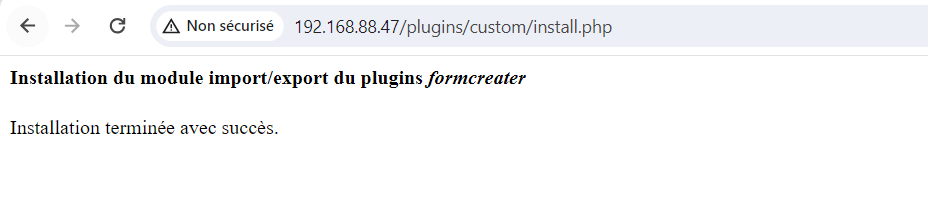 Non sécurisé 192.168.88.47/plugins/custom/install.php
Installation du module import/export du plugins formcreater
Installation terminée avec succès.